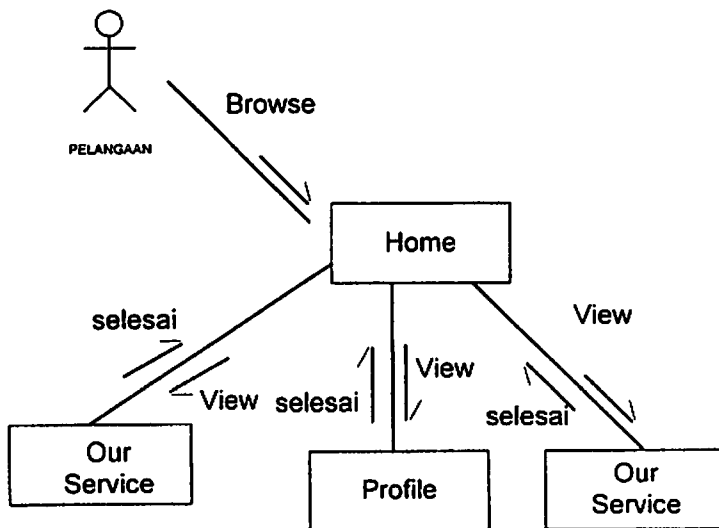 Browse
PELANGAAN
Home
selesai
View
View
View
selesai
selesai
Our
Service
Profile
Our
Service